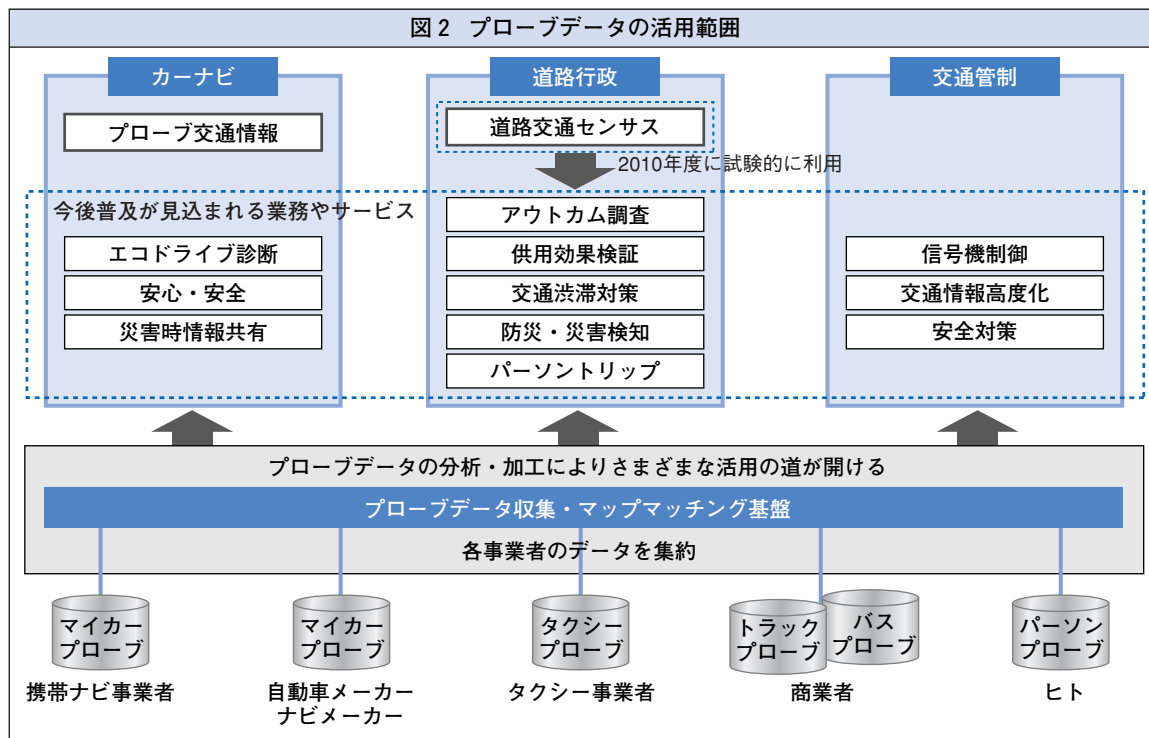 図2 プローブデータの活用範囲
カーナビ
プローブ交通情報
道路行政
道路交通センサス
2010年度に試験的に利用
交通管制
今後普及が見込まれる業務やサービス
エコドライブ診断
安心・安全
災害時情報共有
アウトカム調査
供用効果検証
交通渋滞対策
防災・災害検知
パーソントリップ
信号機制御
交通情報高度化
安全対策
プローブデータの分析・加工によりさまざまな活用の道が開ける
プローブデータ収集・マップマッチング基盤
各事業者のデータを集約
マイカー
プローブ
携帯ナビ事業者
マイカー
プローブ
自動車メーカー
ナビメーカー
タクシー
プローブ
タクシー事業者
トラック
プローブ
バス
プローブ
商業者
パーソン
プローブ
ヒト